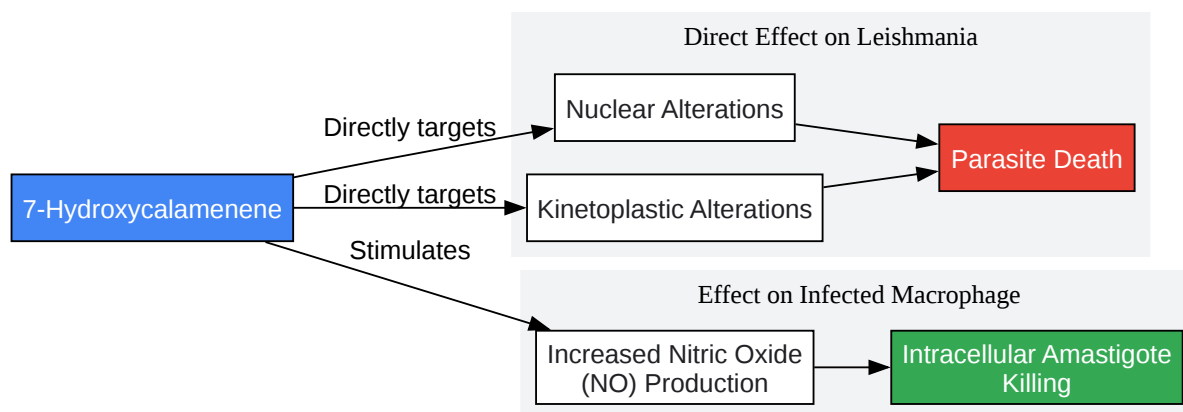 Direct Effect on Leishmania
Nuclear Alterations
Directly targets
Parasite Death
7-Hydroxycalamenene
Directly targets
Kinetoplastic Alterations
Stimulates
Effect on Infected Macrophage
Increased Nitric Oxide
(NO) Production
Intracellular Amastigote
Killing